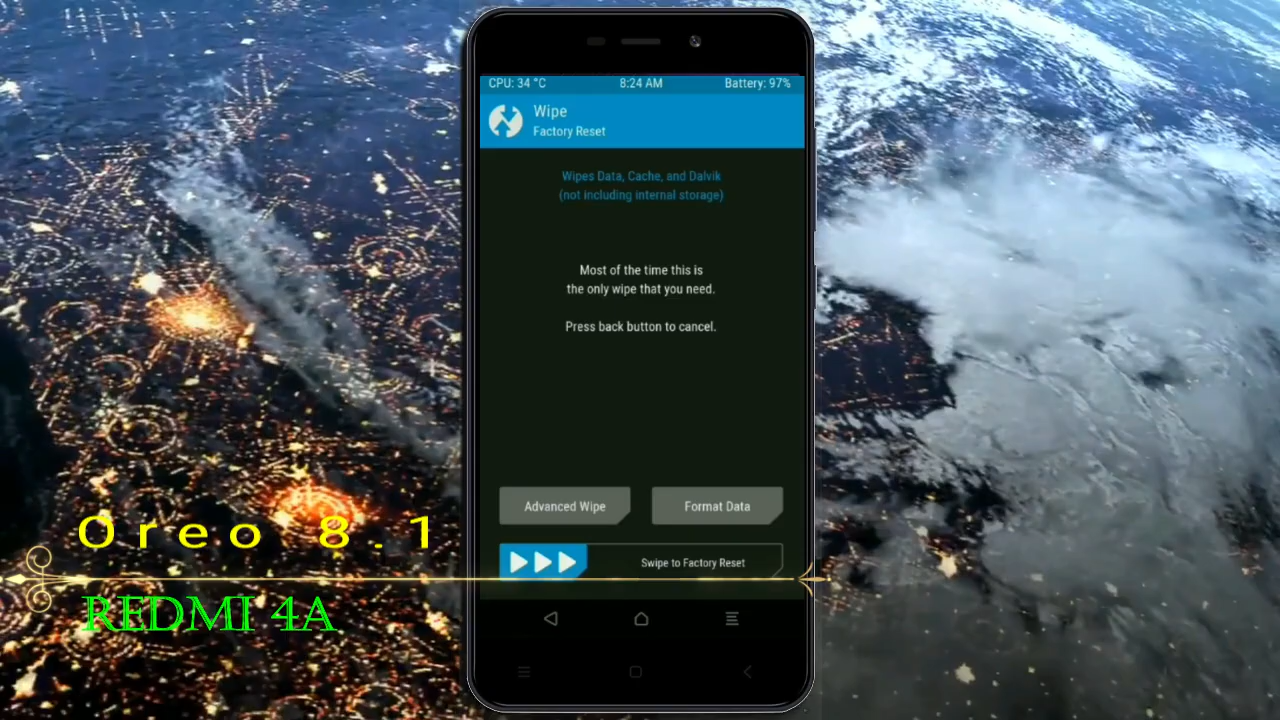 CPU: 34 °C 8:24 AM Battery: 97%
Wipe
Factory Reset
Wipes Data, Cache, and Dalvik
(not including internal storage)
Most of the time this is
the only wipe that you need.
Press back button to cancel.
Advanced Wipe Format Data
Swipe to Factory Reset
Oreo 8.1
REDMI 4A